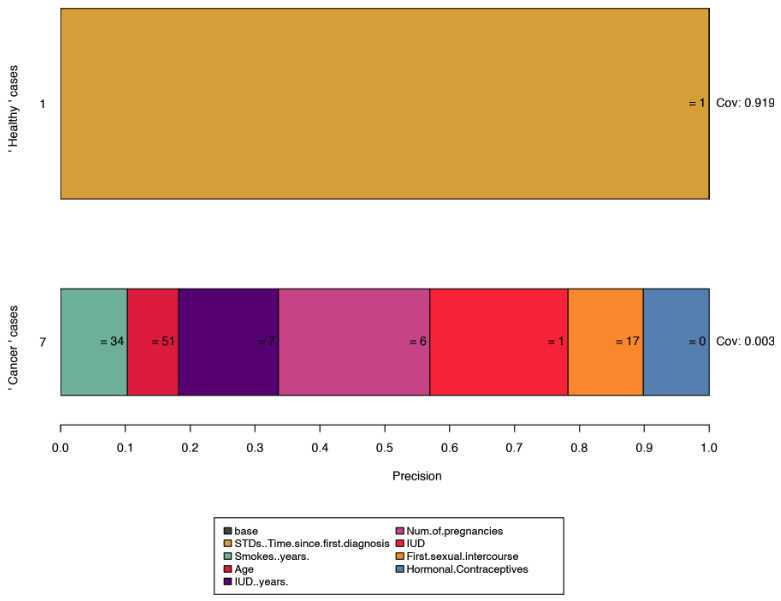 ' Healthy ' cases
1
= 1
Cov: 0.919
' Cancer ' cases
7
= 34
= 51
= 7
= 6
= 1
= 17
= 0
Cov: 0.003
0.0 0.1 0.2 0.3 0.4 0.5 0.6 0.7 0.8 0.9 1.0
Precision
base
STDs..Time.since.first.diagnosis
Smokes..years.
Age
IUD..years.
Num.of.pregnancies
IUD
First.sexual.intercourse
Hormonal.Contraceptives